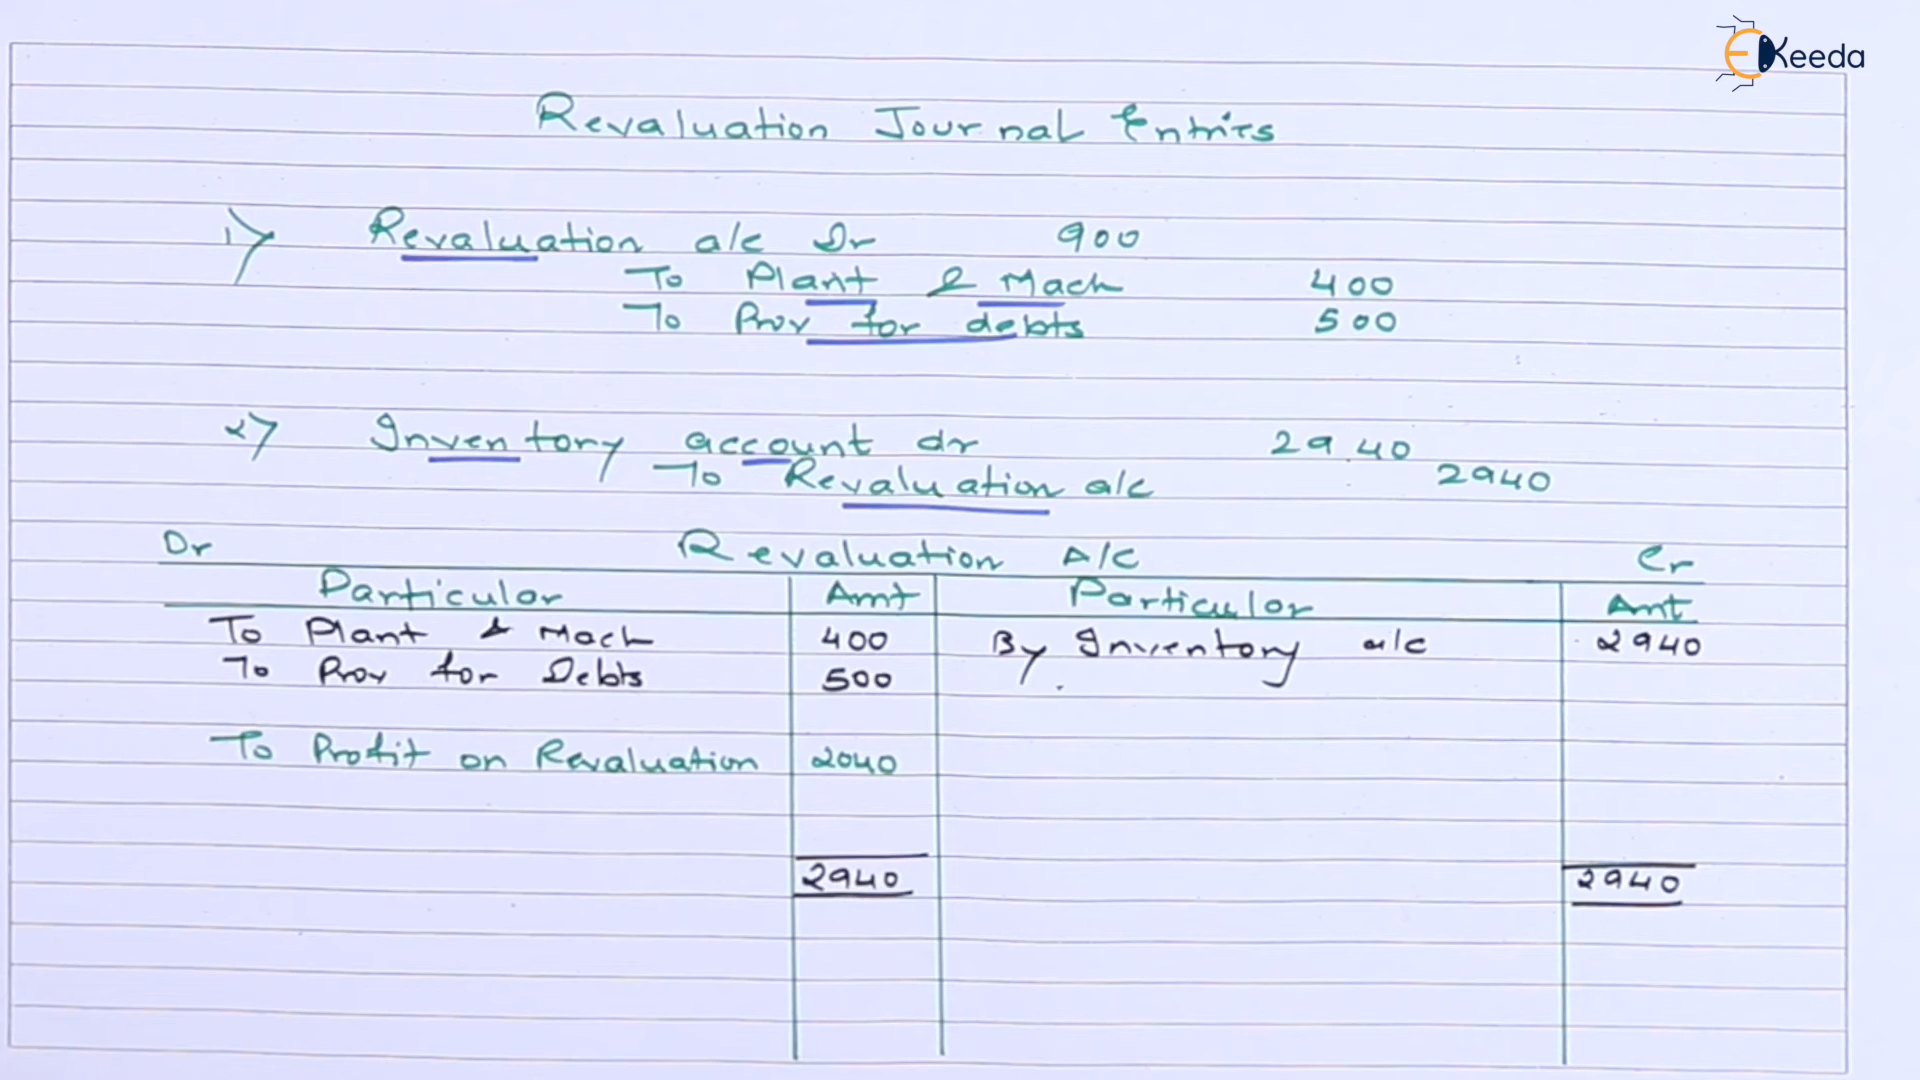 EKeeda
Revaluation Journal Entries
1> Revaluation a/c Dr 900
To Plant & Mach 400
To Prov for debts 500
2> Inventory account dr 2940
To Revaluation a/c 2940
Dr Revaluation A/c Cr
Particular Amt Particular Amt
To Plant & Mach 400 By Inventory a/c 2940
To Prov for Debts 500
To Profit on Revaluation 2040
2940 2940